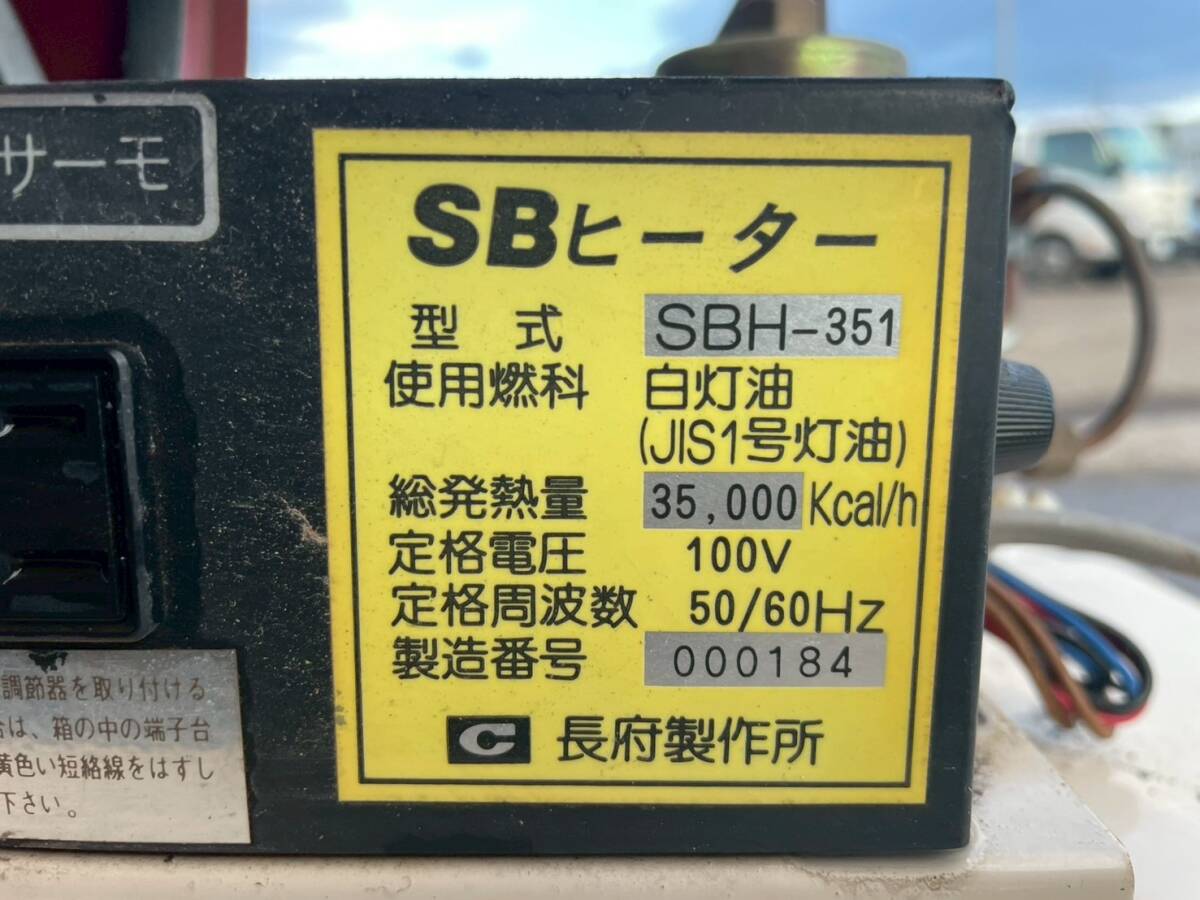 サーモ
SBヒーター
型 式 SBH-351
使用燃料 白灯油
(JIS1号灯油)
総発熱量 35,000 Kcal/h
定格電圧 100V
定格周波数 50/60Hz
製造番号 000184
C 長府製作所
調節器を取り付ける
合は、箱の中の端子台
黄色い短絡線をはずし
下さい。